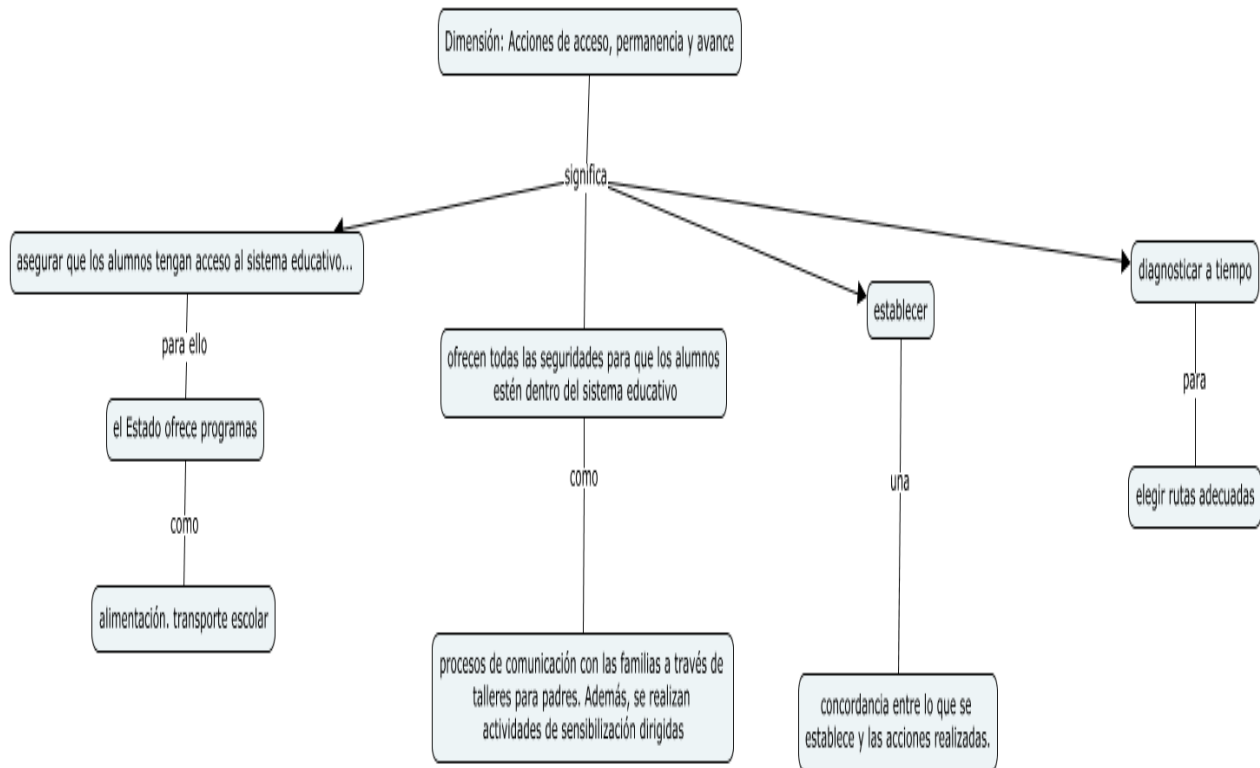 Dimensión: Acciones de acceso, permanencia y avance
significa
asegurar que los alumnos tengan acceso al sistema educativo...
para ello
el Estado ofrece programas
como
alimentación. transporte escolar
ofrecen todas las seguridades para que los alumnos
estén dentro del sistema educativo
como
procesos de comunicación con las familias a través de
talleres para padres. Además, se realizan
actividades de sensibilización dirigidas
establecer
una
concordancia entre lo que se
establece y las acciones realizadas.
diagnosticar a tiempo
para
elegir rutas adecuadas